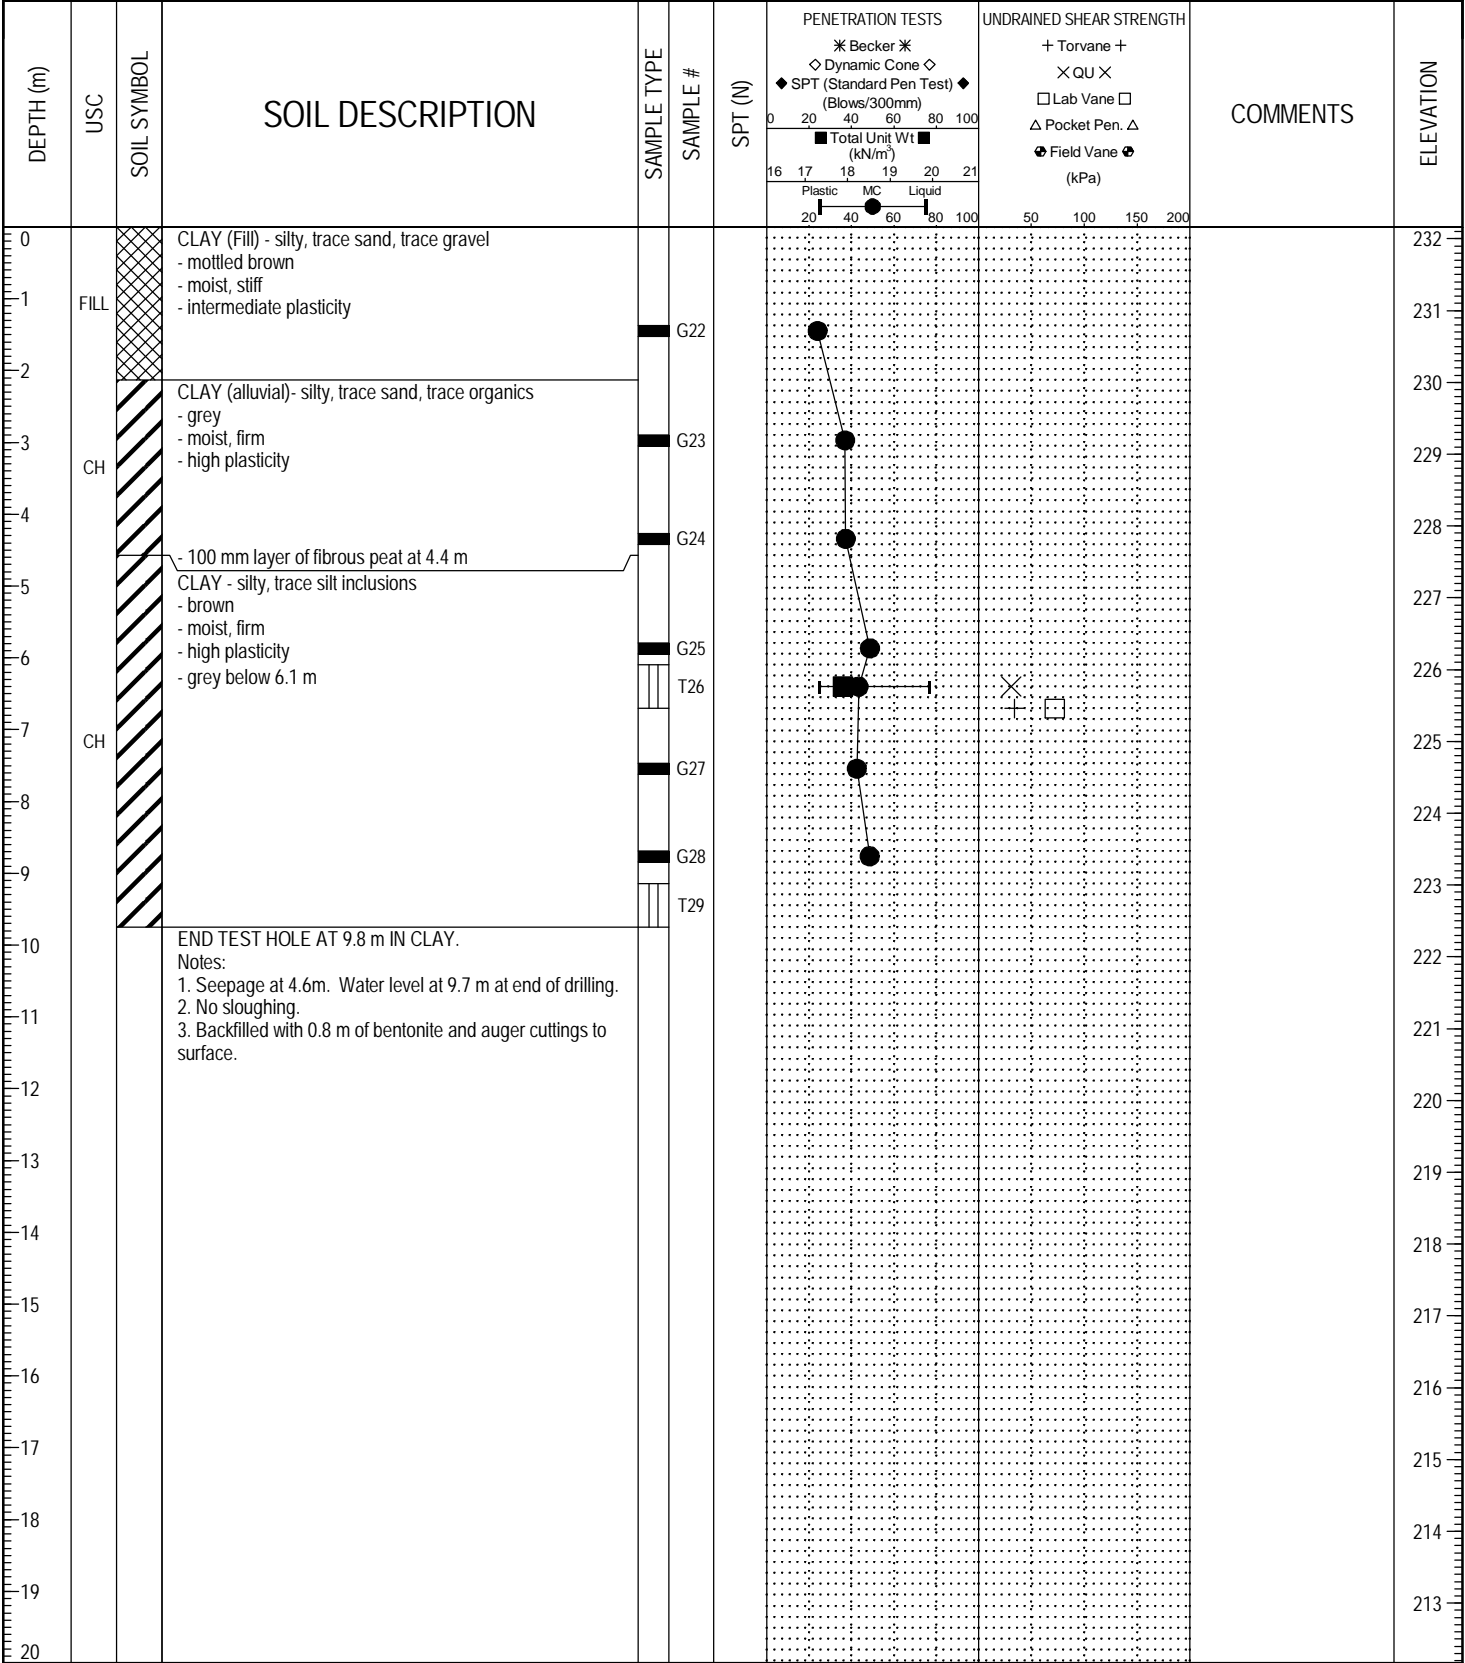 DEPTH (m)
USC
SOIL SYMBOL
SOIL DESCRIPTION
SAMPLE TYPE
SAMPLE #
SPT (N)
PENETRATION TESTS
✳ Becker ✳
◇ Dynamic Cone ◇
◆ SPT (Standard Pen Test) ◆
(Blows/300mm)
0 20 40 60 80 100
■ Total Unit Wt ■
(kN/m³)
16 17 18 19 20 21
Plastic MC Liquid
20 40 60 80 100
UNDRAINED SHEAR STRENGTH
+ Torvane +
× QU ×
□ Lab Vane □
△ Pocket Pen. △
Field Vane
(kPa)
50 100 150 200
COMMENTS
ELEVATION
0
1
2
3
4
5
6
7
8
9
10
11
12
13
14
15
16
17
18
19
20
FILL
CH
CH
CLAY (Fill) - silty, trace sand, trace gravel
- mottled brown
- moist, stiff
- intermediate plasticity
CLAY (alluvial)- silty, trace sand, trace organics
- grey
- moist, firm
- high plasticity
- 100 mm layer of fibrous peat at 4.4 m
CLAY - silty, trace silt inclusions
- brown
- moist, firm
- high plasticity
- grey below 6.1 m
END TEST HOLE AT 9.8 m IN CLAY.
Notes:
1. Seepage at 4.6m. Water level at 9.7 m at end of drilling.
2. No sloughing.
3. Backfilled with 0.8 m of bentonite and auger cuttings to
surface.
G22
G23
G24
G25
T26
G27
G28
T29
232
231
230
229
228
227
226
225
224
223
222
221
220
219
218
217
216
215
214
213